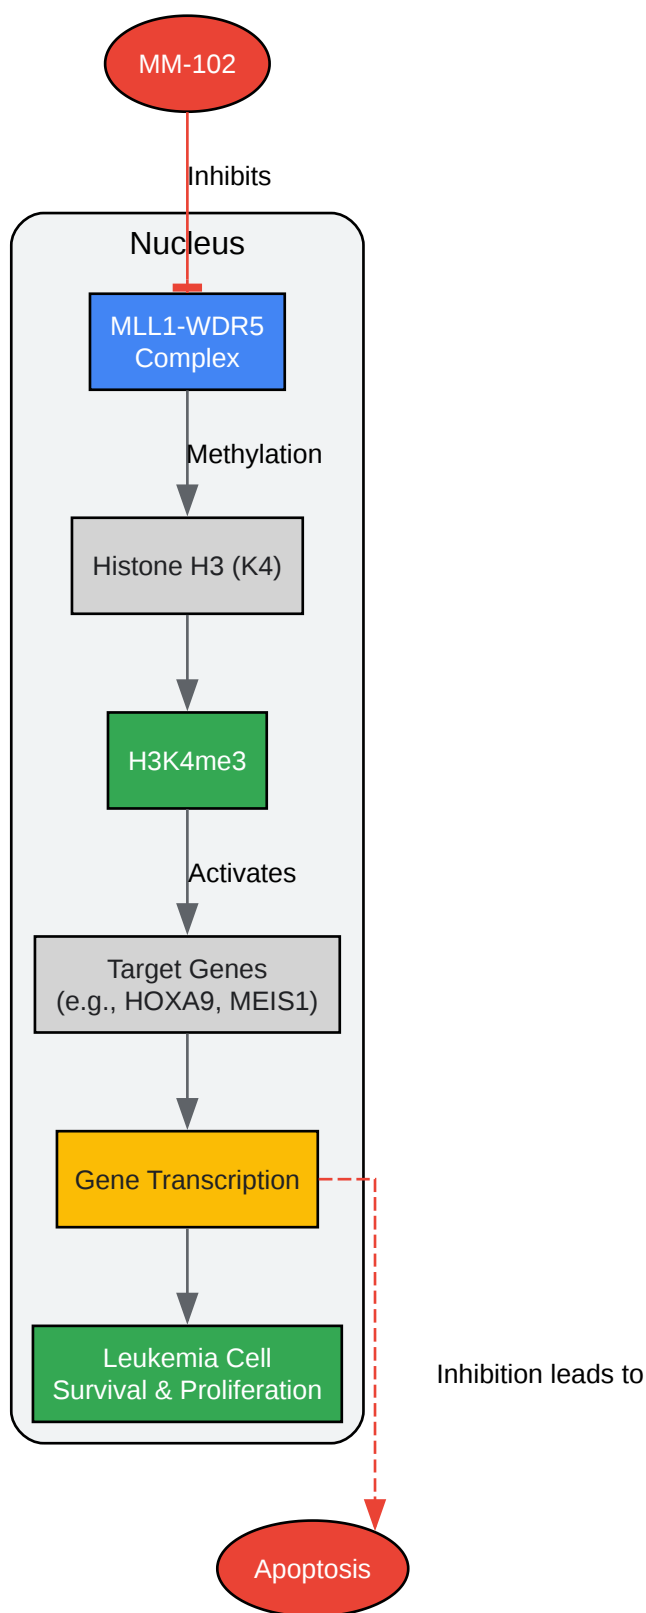 MM-102
Inhibits
Nucleus
MLL1-WDR5
Complex
Methylation
Histone H3 (K4)
H3K4me3
Activates
Target Genes
(e.g., HOXA9, MEIS1)
Gene Transcription
Leukemia Cell
Survival & Proliferation
Inhibition leads to
Apoptosis